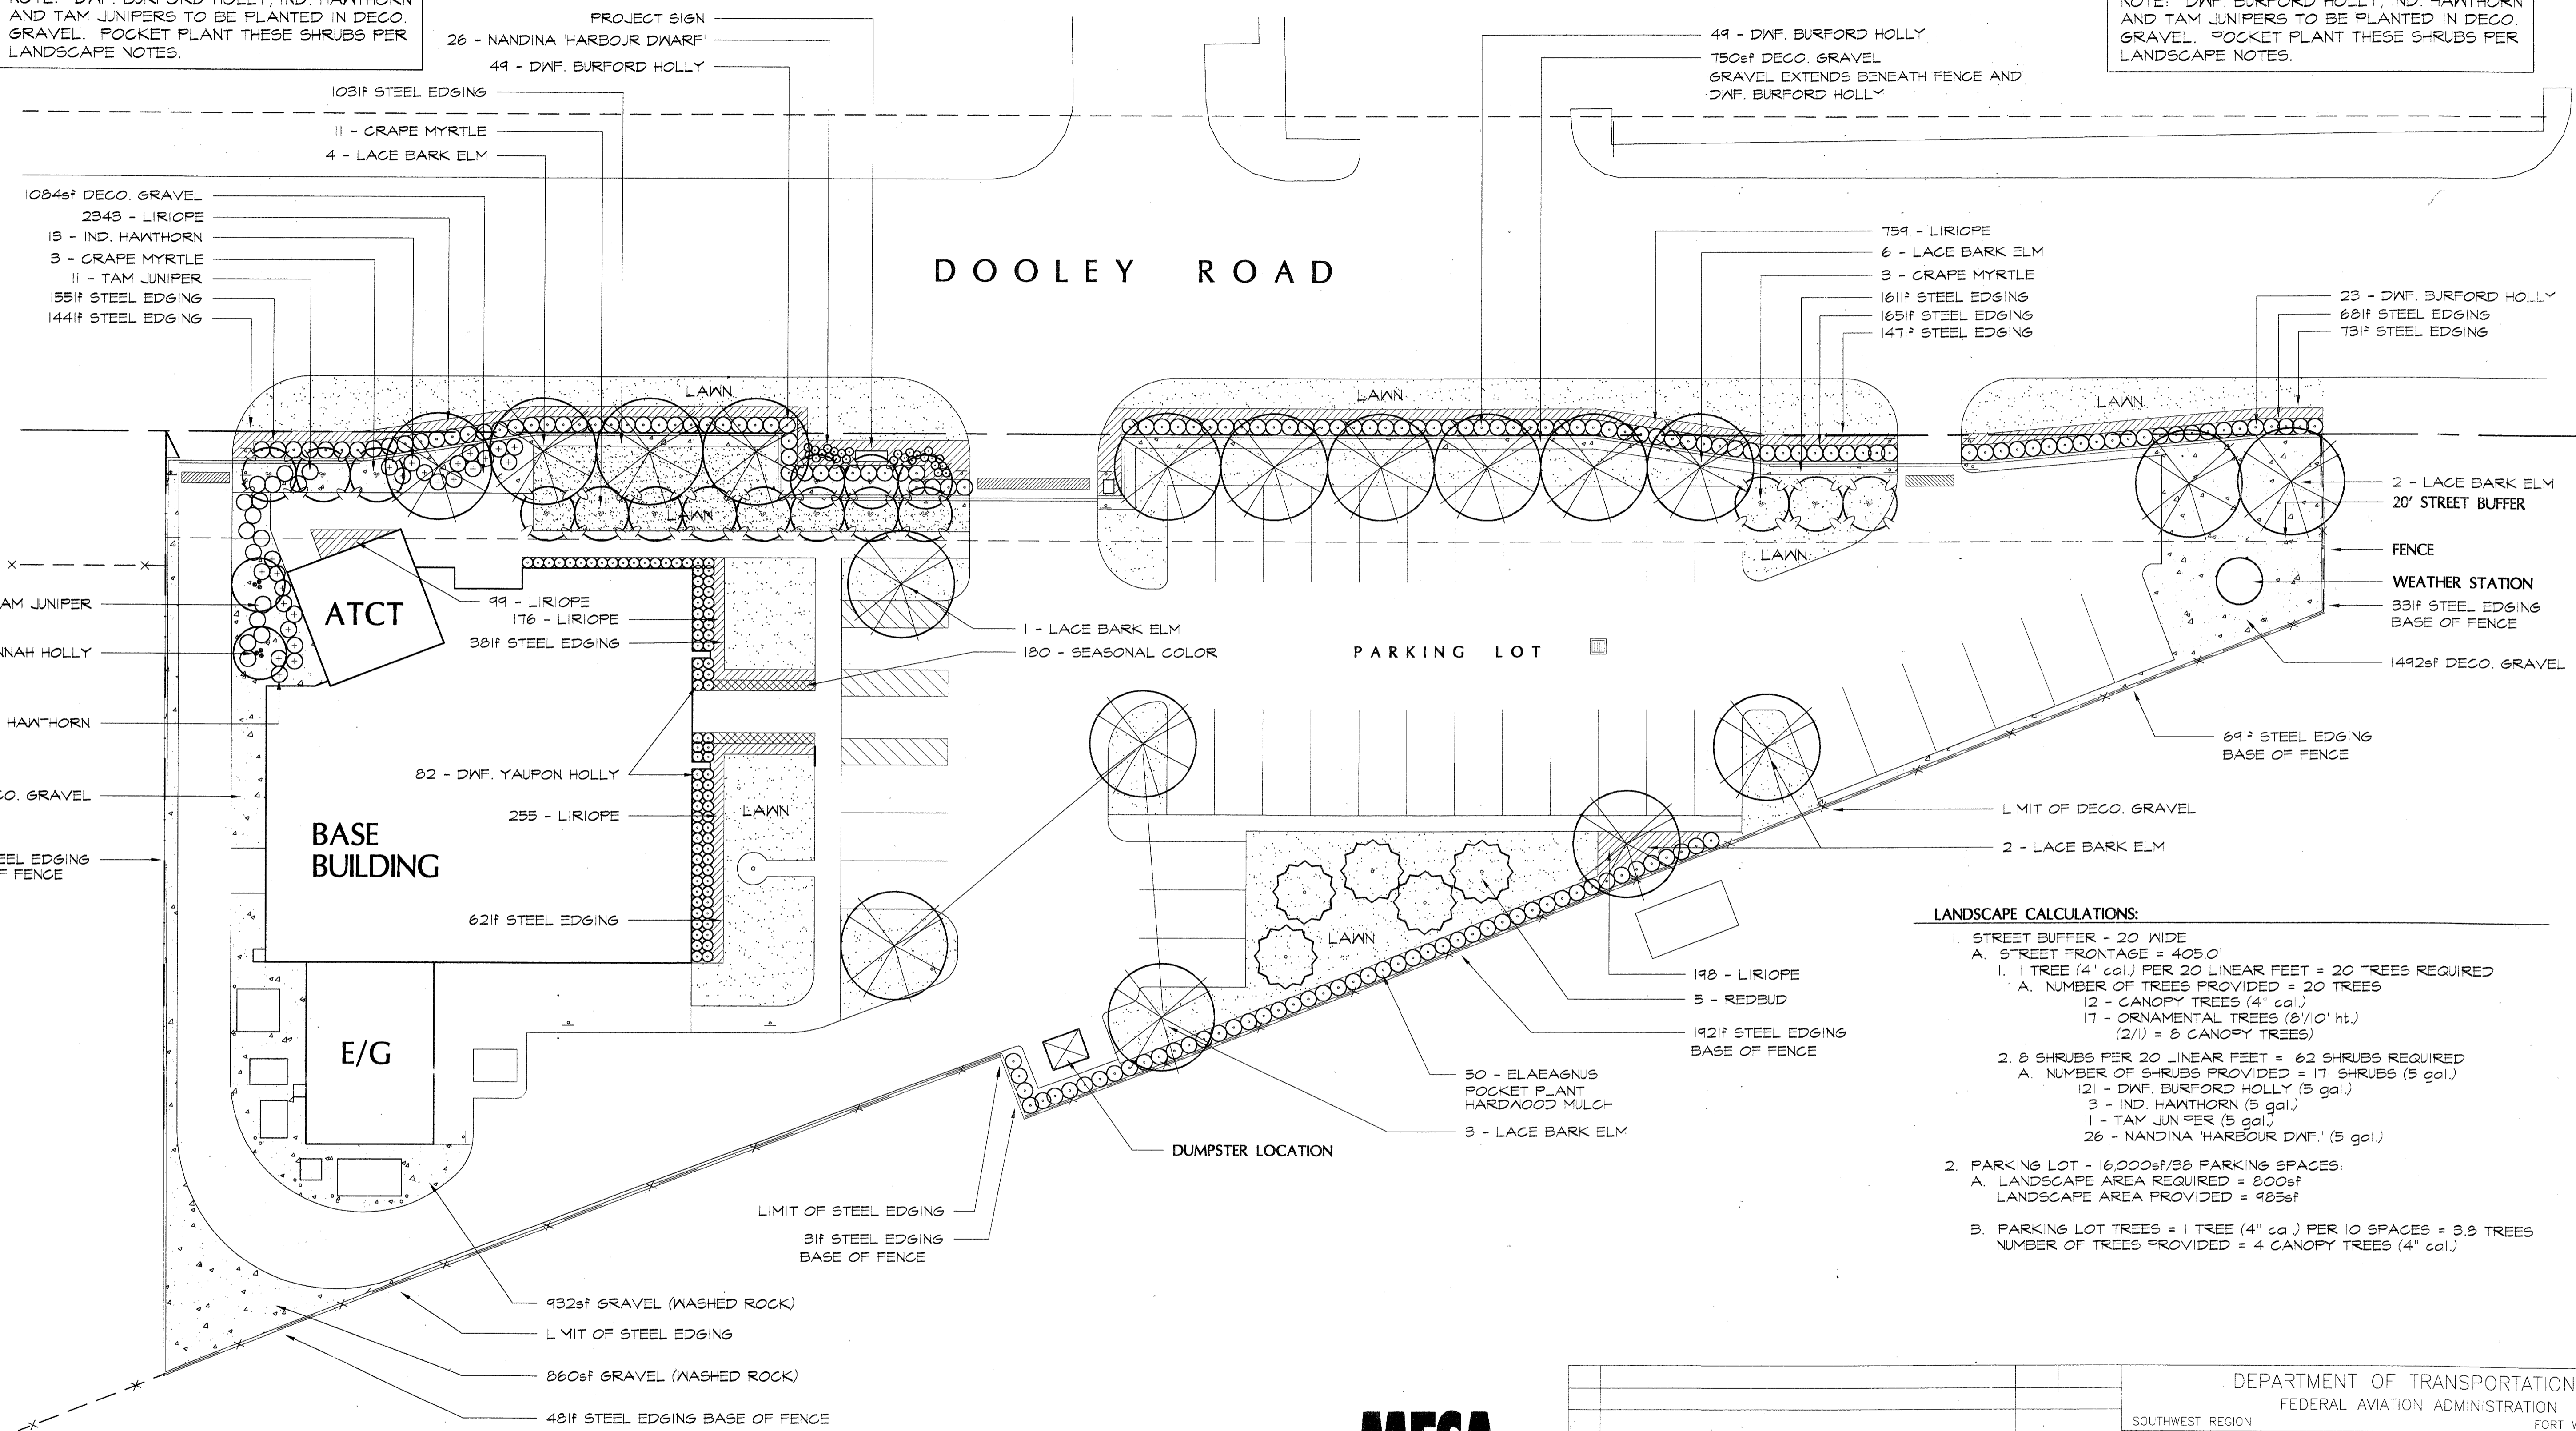 NOTE: DWF. BURFORD HOLLY, IND. HAWTHORN
AND TAM JUNIPERS TO BE PLANTED IN DECO.
GRAVEL. POCKET PLANT THESE SHRUBS PER
LANDSCAPE NOTES.
PROJECT SIGN
26 - NANDINA 'HARBOUR DWARF'
49 - DWF. BURFORD HOLLY
103lf STEEL EDGING
11 - CRAPE MYRTLE
4 - LACE BARK ELM
49 - DWF. BURFORD HOLLY
750sf DECO. GRAVEL
GRAVEL EXTENDS BENEATH FENCE AND
DWF. BURFORD HOLLY
NOTE: DWF. BURFORD HOLLY, IND. HAWTHORN
AND TAM JUNIPERS TO BE PLANTED IN DECO.
GRAVEL. POCKET PLANT THESE SHRUBS PER
LANDSCAPE NOTES.
1084sf DECO. GRAVEL
2343 - LIRIOPE
13 - IND. HAWTHORN
3 - CRAPE MYRTLE
11 - TAM JUNIPER
155lf STEEL EDGING
144lf STEEL EDGING
DOOLEY ROAD
759 - LIRIOPE
6 - LACE BARK ELM
3 - CRAPE MYRTLE
161lf STEEL EDGING
165lf STEEL EDGING
147lf STEEL EDGING
23 - DWF. BURFORD HOLLY
68lf STEEL EDGING
73lf STEEL EDGING
LAWN
LAWN
LAWN
LAWN
LAWN
2 - LACE BARK ELM
20' STREET BUFFER
FENCE
WEATHER STATION
33lf STEEL EDGING
BASE OF FENCE
1492sf DECO. GRAVEL
69lf STEEL EDGING
BASE OF FENCE
TAM JUNIPER
HOLLY
HAWTHORN
GRAVEL
EDGING
FENCE
ATCT
99 - LIRIOPE
176 - LIRIOPE
38lf STEEL EDGING
1 - LACE BARK ELM
180 - SEASONAL COLOR
PARKING LOT
82 - DWF. YAUPON HOLLY
255 - LIRIOPE
LAWN
BASE
BUILDING
62lf STEEL EDGING
E/G
LIMIT OF DECO. GRAVEL
2 - LACE BARK ELM
LAWN
198 - LIRIOPE
5 - REDBUD
192lf STEEL EDGING
BASE OF FENCE
50 - ELAEAGNUS
POCKET PLANT
HARDWOOD MULCH
3 - LACE BARK ELM
DUMPSTER LOCATION
LIMIT OF STEEL EDGING
13lf STEEL EDGING
BASE OF FENCE
932sf GRAVEL (WASHED ROCK)
LIMIT OF STEEL EDGING
860sf GRAVEL (WASHED ROCK)
48lf STEEL EDGING BASE OF FENCE
LANDSCAPE CALCULATIONS:
1. STREET BUFFER - 20' WIDE
A. STREET FRONTAGE = 405.0'
1. 1 TREE (4" cal.) PER 20 LINEAR FEET = 20 TREES REQUIRED
A. NUMBER OF TREES PROVIDED = 20 TREES
12 - CANOPY TREES (4" cal.)
17 - ORNAMENTAL TREES (8'/10' ht.)
(2/1) = 8 CANOPY TREES)
2. 8 SHRUBS PER 20 LINEAR FEET = 162 SHRUBS REQUIRED
A. NUMBER OF SHRUBS PROVIDED = 171 SHRUBS (5 gal.)
121 - DWF. BURFORD HOLLY (5 gal.)
13 - IND. HAWTHORN (5 gal.)
11 - TAM JUNIPER (5 gal.)
26 - NANDINA 'HARBOUR DWF.' (5 gal.)
2. PARKING LOT - 16,000sf/38 PARKING SPACES:
A. LANDSCAPE AREA REQUIRED = 800sf
LANDSCAPE AREA PROVIDED = 985sf
B. PARKING LOT TREES = 1 TREE (4" cal.) PER 10 SPACES = 3.8 TREES
NUMBER OF TREES PROVIDED = 4 CANOPY TREES (4" cal.)
MESA
DEPARTMENT OF TRANSPORTATION
FEDERAL AVIATION ADMINISTRATION
SOUTHWEST REGION
FORT